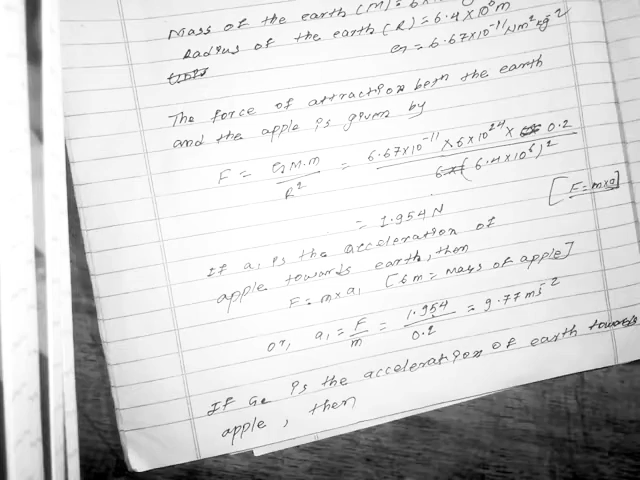 Mass of the earth (M) = 6
Radius of the earth (R) = 6.4×10⁶m
G = 6.67×10⁻¹¹Nm²kg⁻²
The force of attraction betn the earth
and the apple is given by
F = GM.m/R² = 6.67×10⁻¹¹×6×10²⁴× 0.2/(6.4×10⁶)²
= 1.954 N
[F=m×a]
If a₁ is the acceleration of
apple towards earth, then
F = m×a₁ [ m = mass of apple]
or, a₁ = F/m = 1.954/0.2 = 9.77 ms⁻²
If is the acceleration of earth towards
apple, then